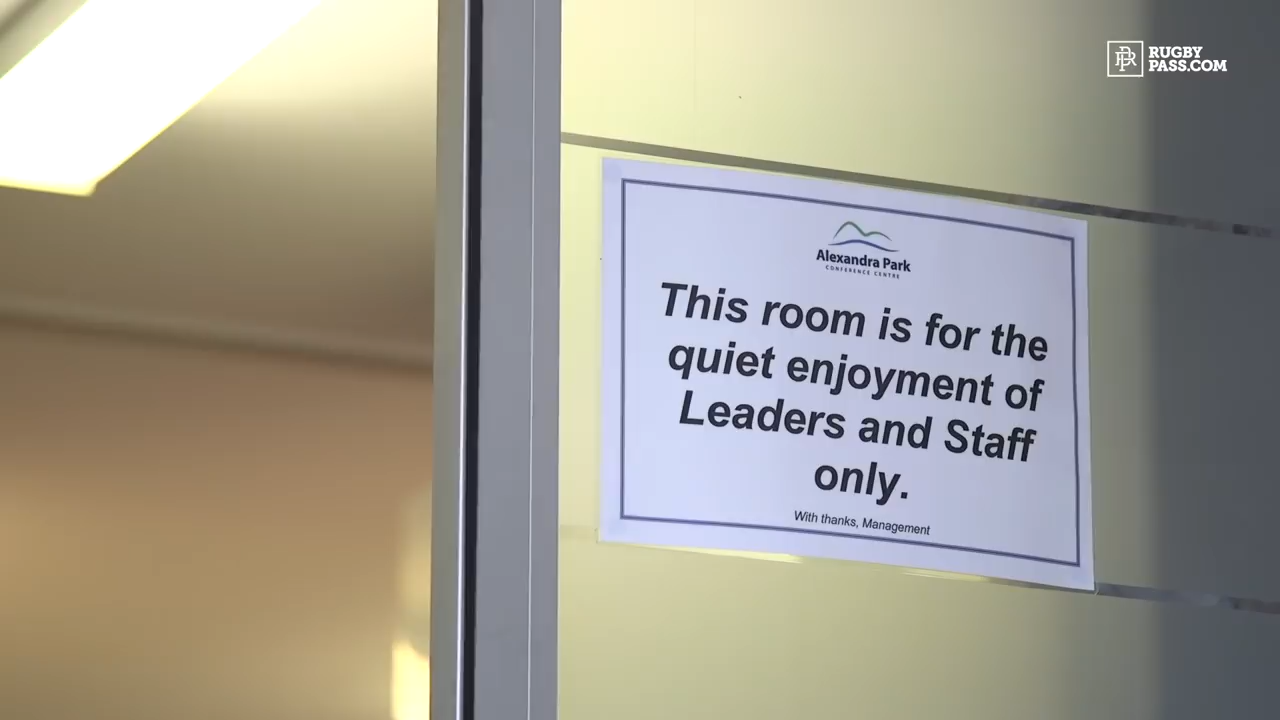 RUGBY
PASS.COM
Alexandra Park
CONFERENCE CENTRE
This room is for the
quiet enjoyment of
Leaders and Staff
only.
With thanks, Management